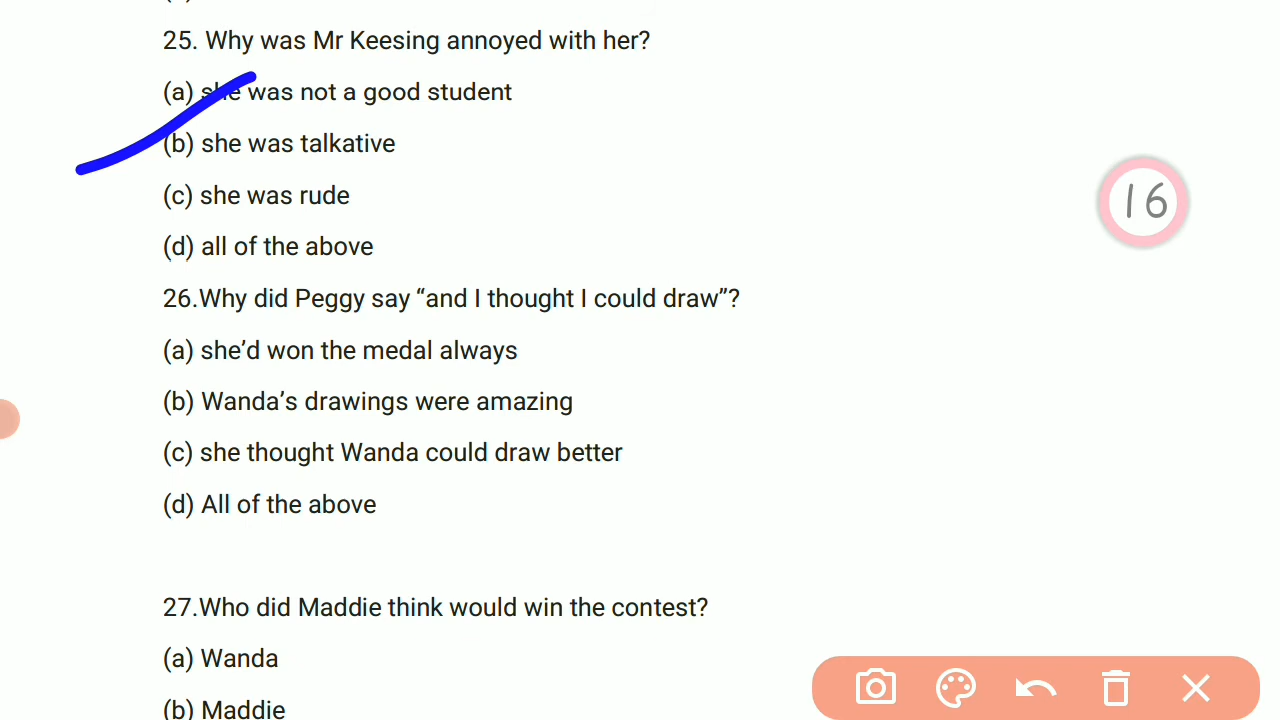 25. Why was Mr Keesing annoyed with her?
(a) she was not a good student
(b) she was talkative
(c) she was rude
(d) all of the above
16
26.Why did Peggy say “and I thought I could draw”?
(a) she’d won the medal always
(b) Wanda’s drawings were amazing
(c) she thought Wanda could draw better
(d) All of the above
27.Who did Maddie think would win the contest?
(a) Wanda
(b) Maddie